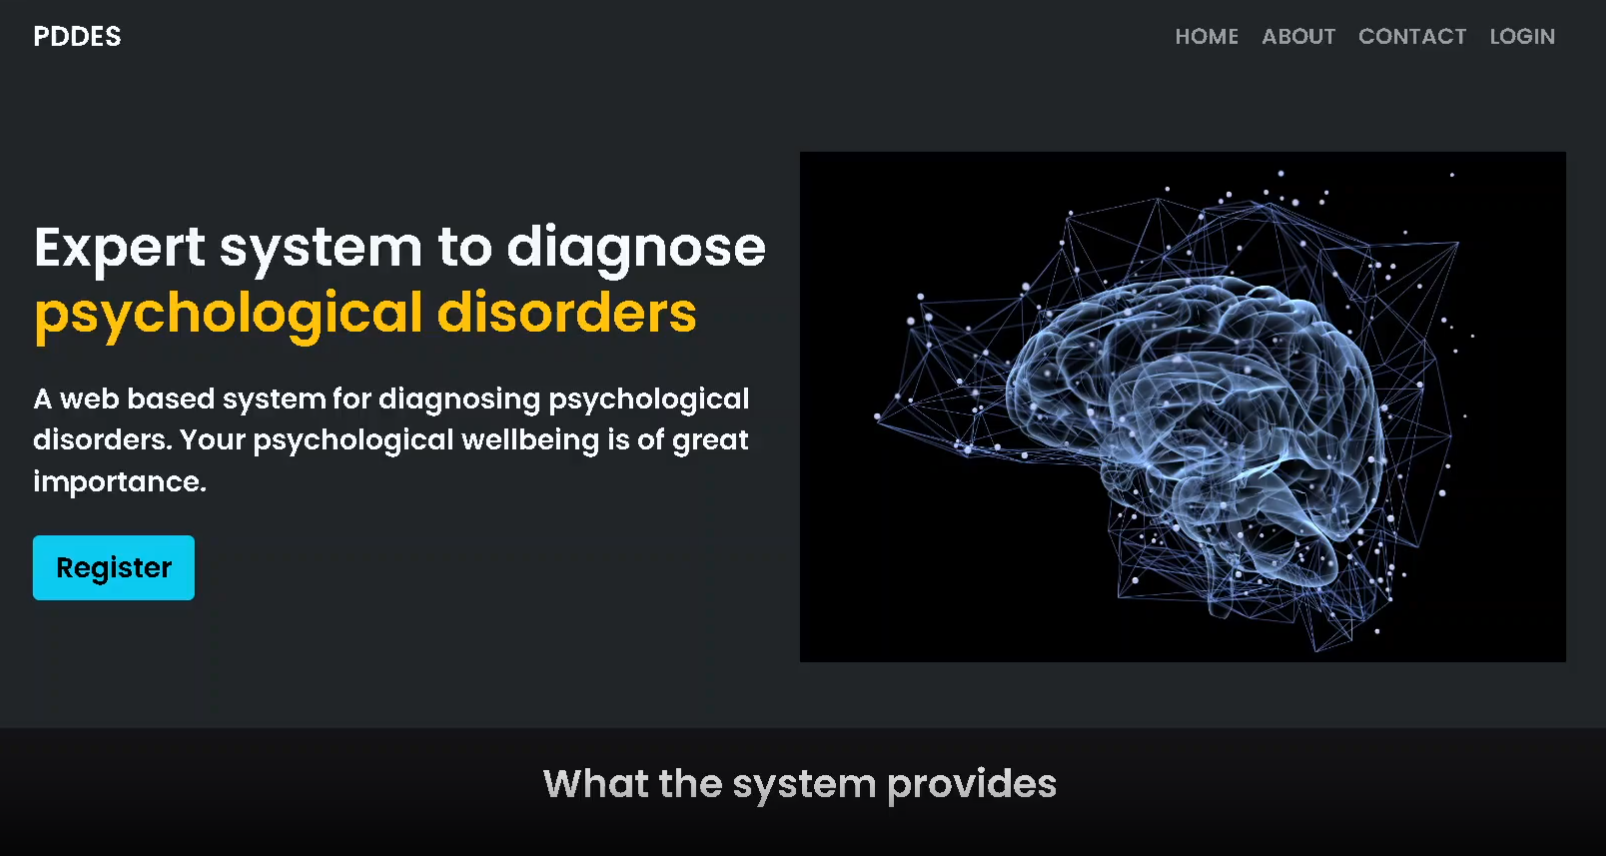 PDDES
HOME ABOUT CONTACT LOGIN
Expert system to diagnose
psychological disorders
A web based system for diagnosing psychological
disorders. Your psychological wellbeing is of great
importance.
Register
What the system provides